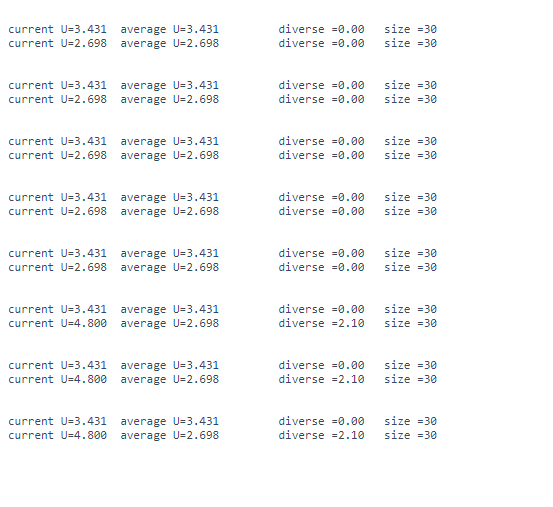 current U=3.431  average U=3.431         diverse =0.00   size =30
current U=2.698  average U=2.698         diverse =0.00   size =30
current U=3.431  average U=3.431         diverse =0.00   size =30
current U=2.698  average U=2.698         diverse =0.00   size =30
current U=3.431  average U=3.431         diverse =0.00   size =30
current U=2.698  average U=2.698         diverse =0.00   size =30
current U=3.431  average U=3.431         diverse =0.00   size =30
current U=2.698  average U=2.698         diverse =0.00   size =30
current U=3.431  average U=3.431         diverse =0.00   size =30
current U=2.698  average U=2.698         diverse =0.00   size =30
current U=3.431  average U=3.431         diverse =0.00   size =30
current U=4.800  average U=2.698         diverse =2.10   size =30
current U=3.431  average U=3.431         diverse =0.00   size =30
current U=4.800  average U=2.698         diverse =2.10   size =30
current U=3.431  average U=3.431         diverse =0.00   size =30
current U=4.800  average U=2.698         diverse =2.10   size =30